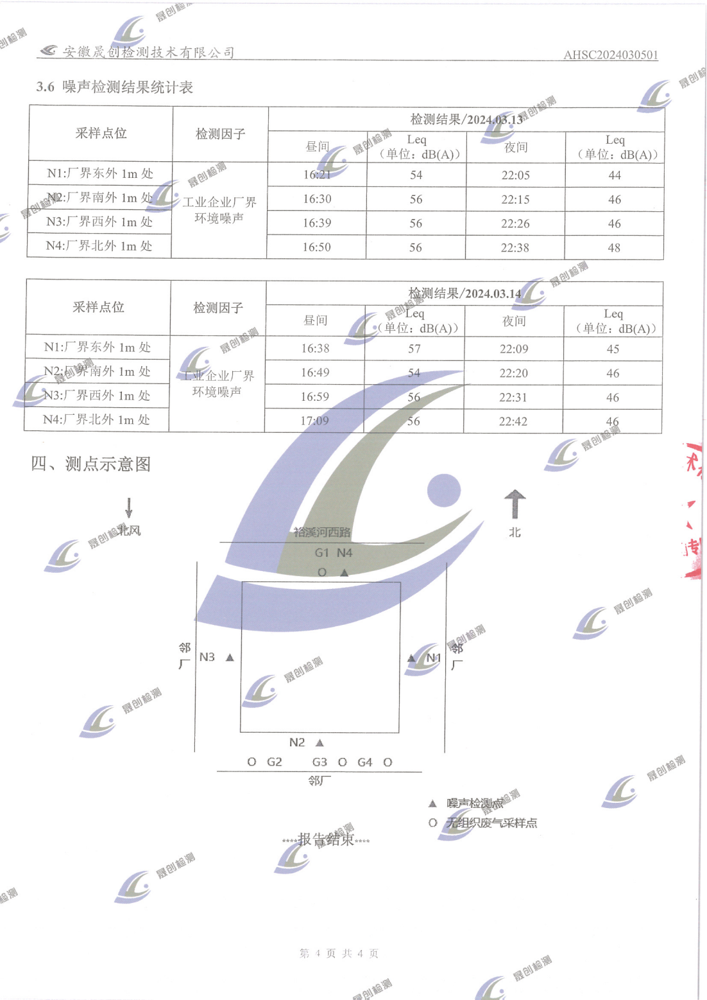 安徽晟创检测技术有限公司 AHSC2024030501
3.6 噪声检测结果统计表
采样点位 检测因子 检测结果/2024.03.13
昼间 Leq（单位：dB(A)） 夜间 Leq（单位：dB(A)）
N1:厂界东外 1m 处 工业企业厂界环境噪声 16:21 54 22:05 44
N2:厂界南外 1m 处 16:30 56 22:15 46
N3:厂界西外 1m 处 16:39 56 22:26 46
N4:厂界北外 1m 处 16:50 56 22:38 48
采样点位 检测因子 检测结果/2024.03.14
昼间 Leq（单位：dB(A)） 夜间 Leq（单位：dB(A)）
N1:厂界东外 1m 处 工业企业厂界环境噪声 16:38 57 22:09 45
N2:厂界南外 1m 处 16:49 54 22:20 46
N3:厂界西外 1m 处 16:59 56 22:31 46
N4:厂界北外 1m 处 17:09 56 22:42 46
四、测点示意图
北风
北
裕溪河西路
G1 N4
邻厂 N3
N1 邻厂
N2
G2 G3 G4
邻厂
▲ 噪声检测点
O 无组织废气采样点
****报告结束****
第 4 页 共 4 页
晟创检测